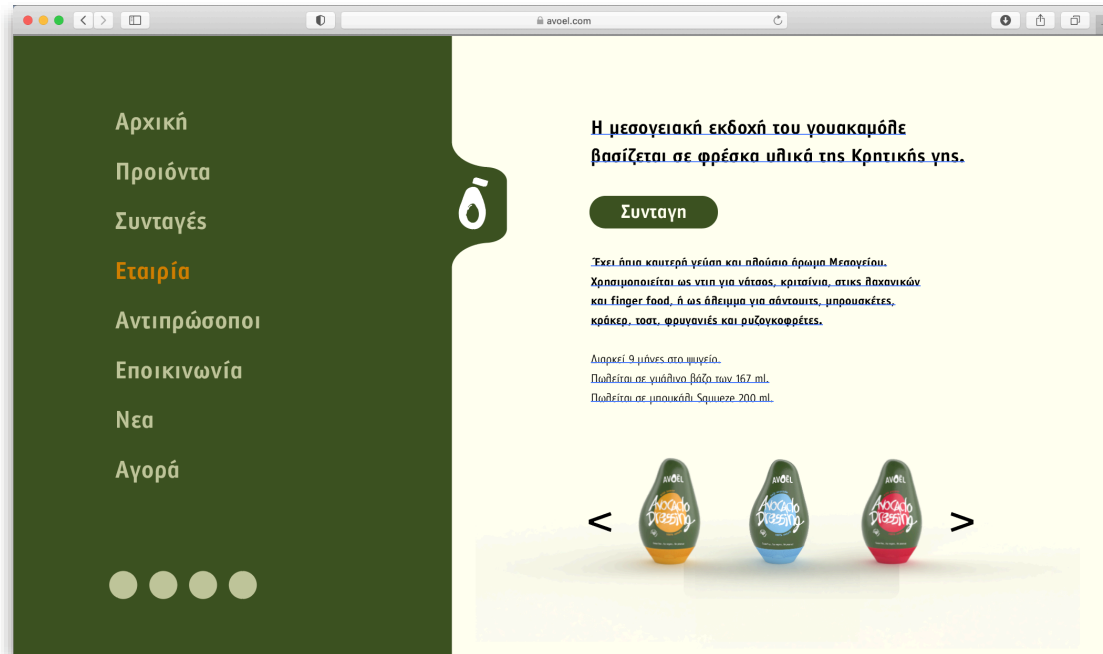 avoel.com
Αρχική
Προιόντα
Συνταγές
Εταιρία
Αντιπρώσοποι
Εποικινωνία
Νεα
Αγορά
Η μεσογειακή εκδοχή του γουακαμόλε
βασίζεται σε φρέσκα υλικά της Κρητικής γης.
Συνταγη
Έχει ήπια καυτερή γεύση και πλούσιο άρωμα Μεσογείου.
Χρησιμοποιείται ως ντιπ για νάτσος, κριτσίνια, στικς λαχανικών
και finger food, ή ως άλειμμα για σάντουιτς, μπρουσκέτες,
κράκερ, τοστ, φρυγανιές και ρυζογκοφρέτες.
Διαρκεί 9 μήνες στο ψυγείο.
Πωλείται σε γυάλινο βάζο των 167 ml.
Πωλείται σε μπουκάλι Squueze 200 ml.
< >
AVOEL AVOEL AVOEL
Avocado Avocado Avocado
Dressing Dressing Dressing